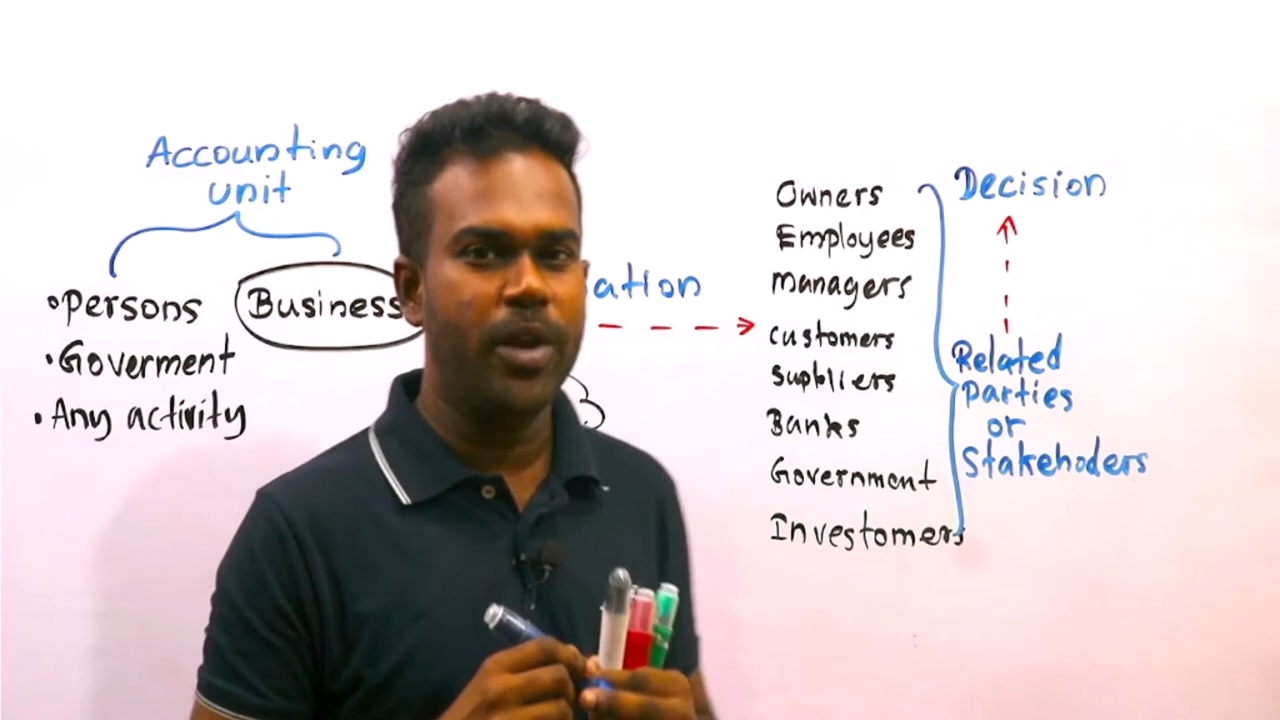 Accounting
unit
• Persons
Business
• Goverment
• Any activity
ation
Owners
Employees
managers
customers
Suppliers
Banks
Government
Investomers
Decision
Related
parties
or
Stakehoders